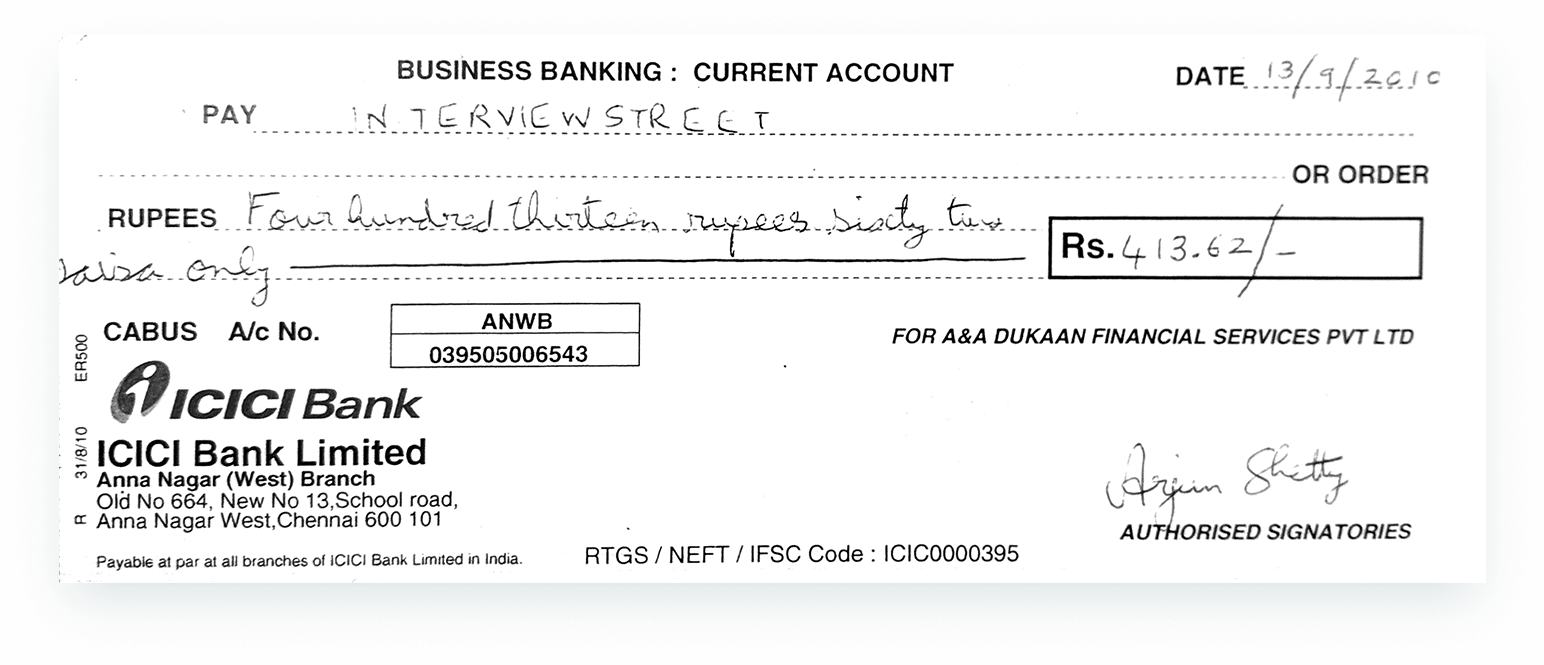 BUSINESS BANKING : CURRENT ACCOUNT
DATE 13/9/2010
PAY INTERVIEWSTREET
OR ORDER
RUPEES Four hundred thirteen rupees sixty two
paisa only
Rs. 413.62/-
CABUS A/c No.
ANWB
039505006543
FOR A&A DUKAAN FINANCIAL SERVICES PVT LTD
R 31/8/10 ER500
ICICI Bank
ICICI Bank Limited
Anna Nagar (West) Branch
Old No 664, New No 13,School road,
Anna Nagar West,Chennai 600 101
Arjun Shetty
AUTHORISED SIGNATORIES
Payable at par at all branches of ICICI Bank Limited in India.
RTGS / NEFT / IFSC Code : ICIC0000395